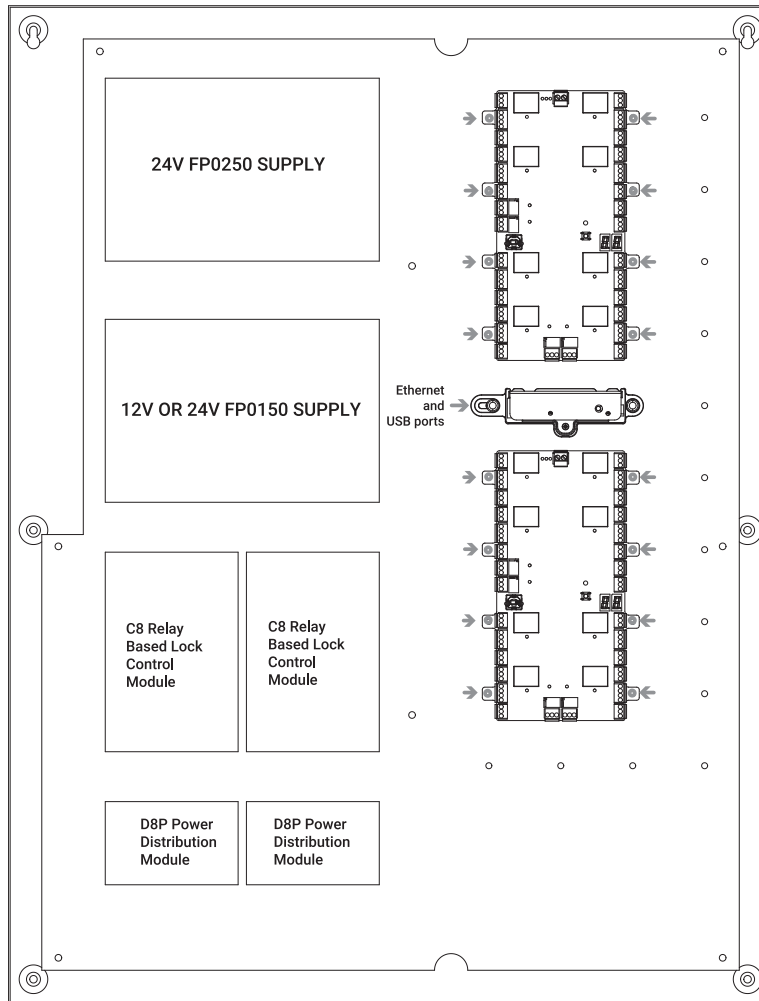 24V FP0250 SUPPLY
12V OR 24V FP0150 SUPPLY
Ethernet
and
USB ports
C8 Relay
Based Lock
Control
Module
C8 Relay
Based Lock
Control
Module
D8P Power
Distribution
Module
D8P Power
Distribution
Module